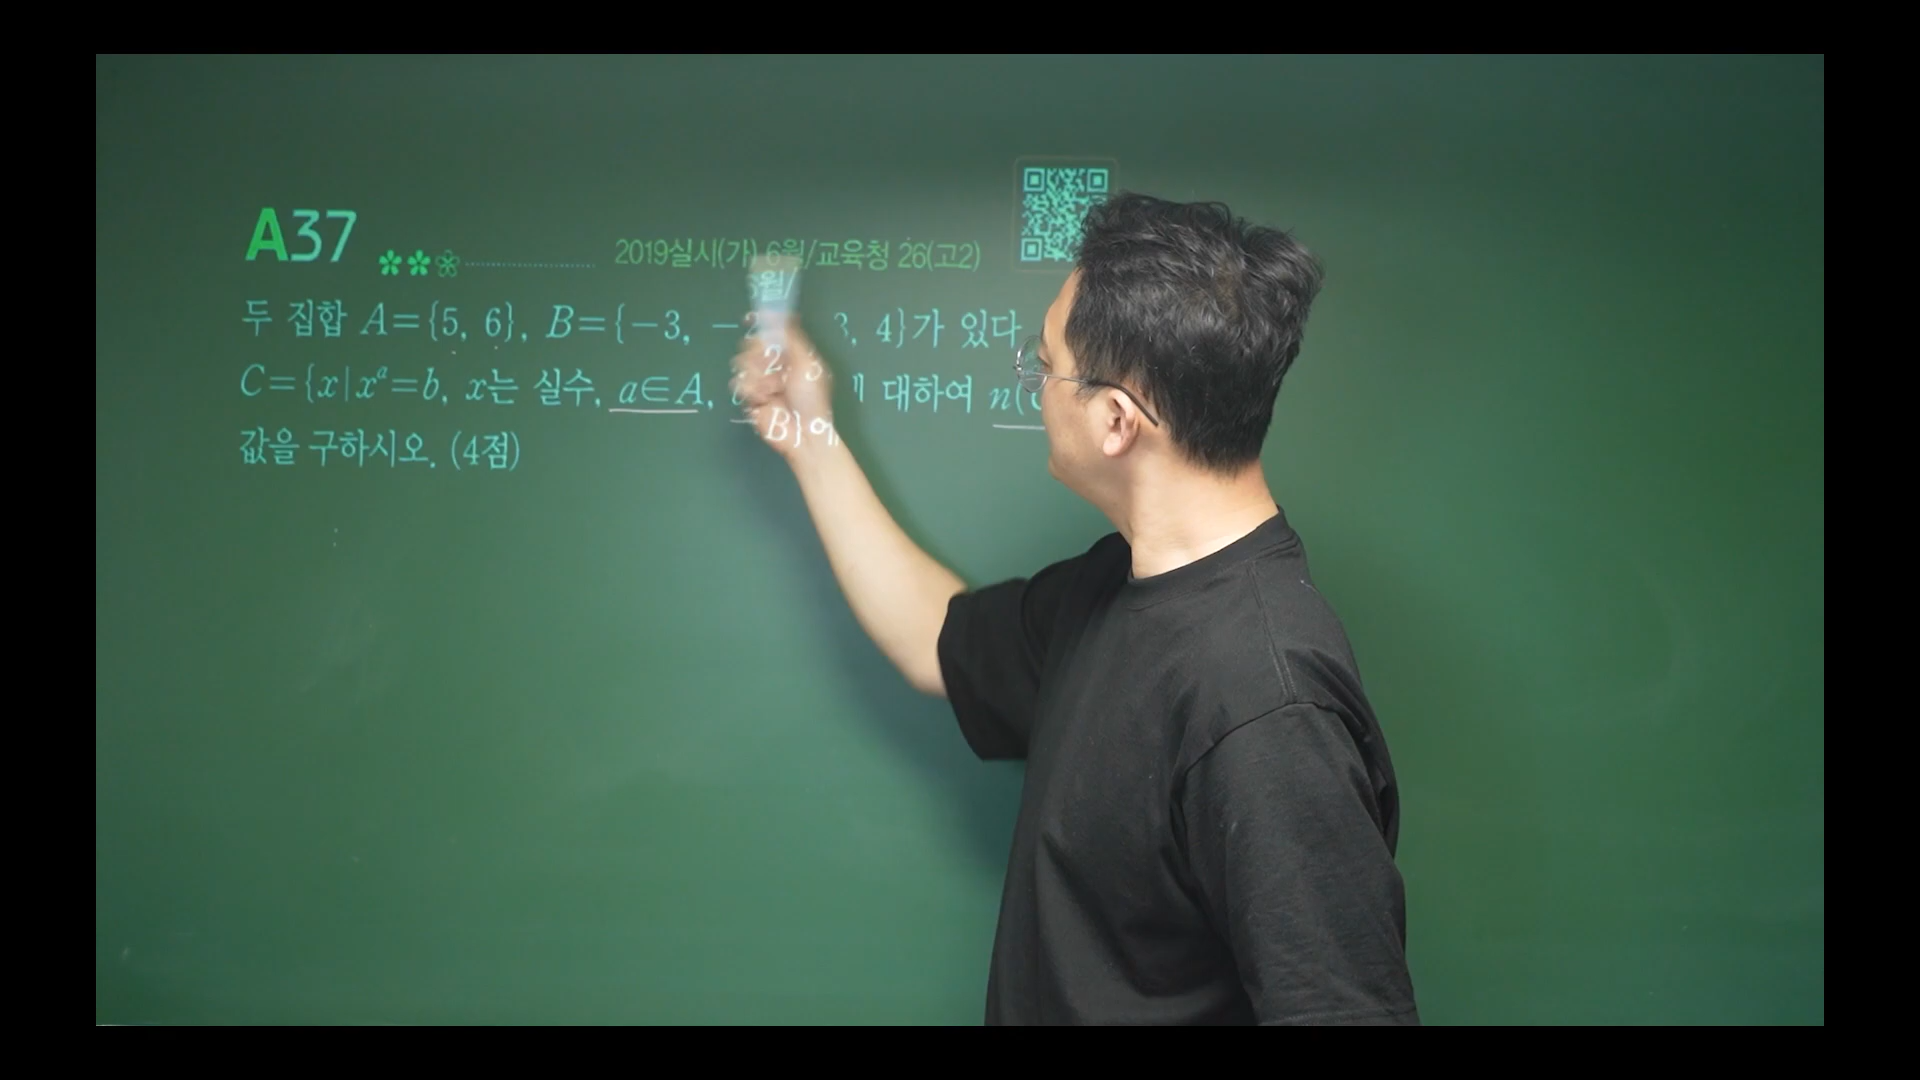 A37
2019실시(가) 6월/교육청 26(고2)
두 집합 A={5, 6}, B={-3, -2, 3, 4}가 있다
C={x|xᵃ=b, x는 실수, a∈A, B}에 대하여 n(
값을 구하시오. (4점)